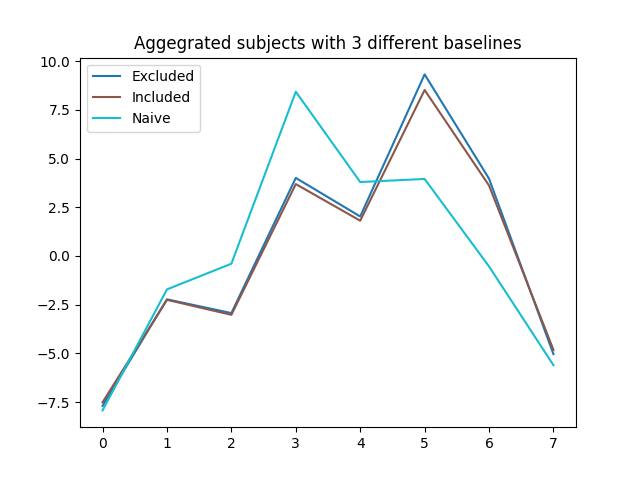 Aggegrated subjects with 3 different baselines
Excluded
Included
Naive
10.0
7.5
5.0
2.5
0.0
−2.5
−5.0
−7.5
0 1 2 3 4 5 6 7